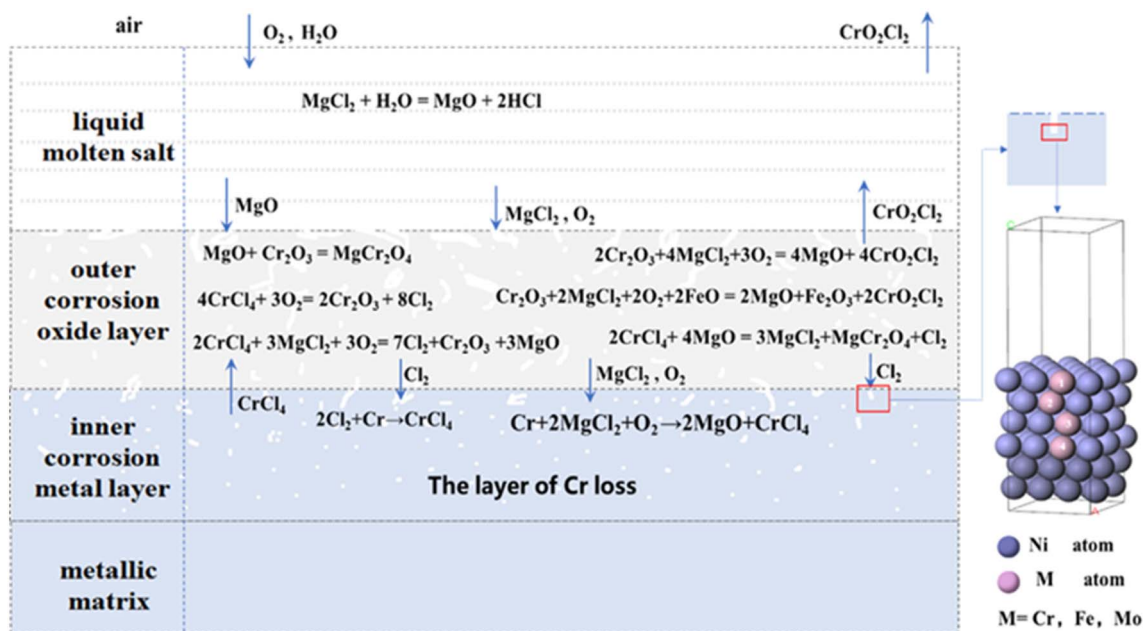 air
O₂ , H₂O
CrO₂Cl₂
MgCl₂ + H₂O = MgO + 2HCl
liquid
molten salt
MgO
MgCl₂ , O₂
CrO₂Cl₂
outer
corrosion
oxide layer
MgO+ Cr₂O₃ = MgCr₂O₄
2Cr₂O₃+4MgCl₂+3O₂ = 4MgO+ 4CrO₂Cl₂
4CrCl₄+ 3O₂= 2Cr₂O₃ + 8Cl₂
Cr₂O₃+2MgCl₂+2O₂+2FeO = 2MgO+Fe₂O₃+2CrO₂Cl₂
2CrCl₄+ 3MgCl₂+ 3O₂= 7Cl₂+Cr₂O₃ +3MgO
2CrCl₄+ 4MgO = 3MgCl₂+MgCr₂O₄+Cl₂
CrCl₄
Cl₂
MgCl₂ , O₂
Cl₂
inner
corrosion
metal layer
2Cl₂+Cr→CrCl₄
Cr+2MgCl₂+O₂→2MgO+CrCl₄
The layer of Cr loss
metallic
matrix
C
1
2
3
4
A
Ni atom
M atom
M= Cr, Fe, Mo